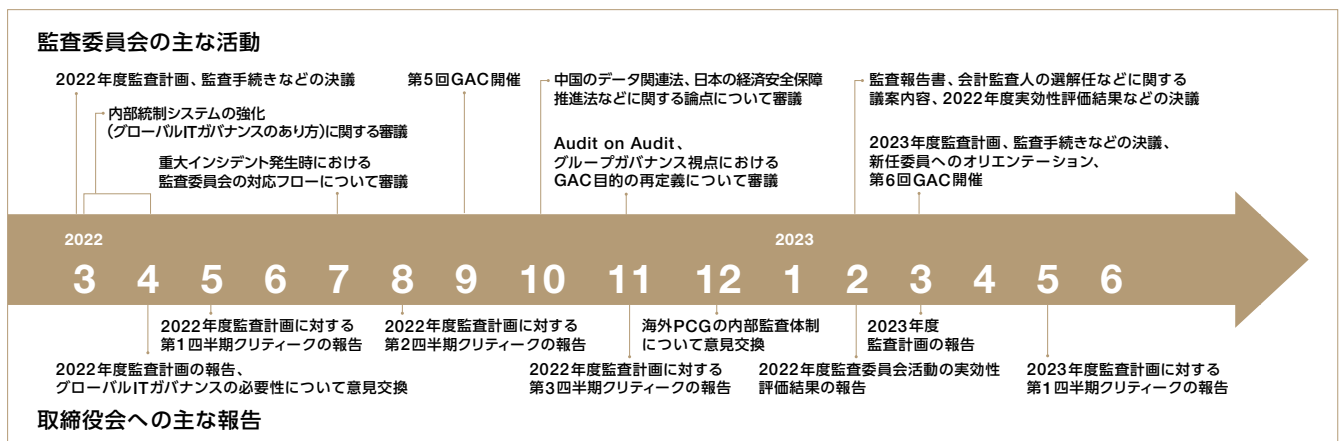 監査委員会の主な活動
2022年度監査計画、監査手続きなどの決議
内部統制システムの強化
(グローバルITガバナンスのあり方)に関する審議
重大インシデント発生時における
監査委員会の対応フローについて審議
第5回GAC開催
中国のデータ関連法、日本の経済安全保障
推進法などに関する論点について審議
Audit on Audit、
グループガバナンス視点における
GAC目的の再定義について審議
監査報告書、会計監査人の選解任などに関する
議案内容、2022年度実効性評価結果などの決議
2023年度監査計画、監査手続きなどの決議、
新任委員へのオリエンテーション、
第6回GAC開催
2022 2023
3 4 5 6 7 8 9 10 11 12 1 2 3 4 5 6
2022年度監査計画に対する
第1四半期クリティークの報告
2022年度監査計画の報告、
グローバルITガバナンスの必要性について意見交換
2022年度監査計画に対する
第2四半期クリティークの報告
2022年度監査計画に対する
第3四半期クリティークの報告
海外PCGの内部監査体制
について意見交換
2022年度監査委員会活動の実効性
評価結果の報告
2023年度
監査計画の報告
2023年度監査計画に対する
第1四半期クリティークの報告
取締役会への主な報告